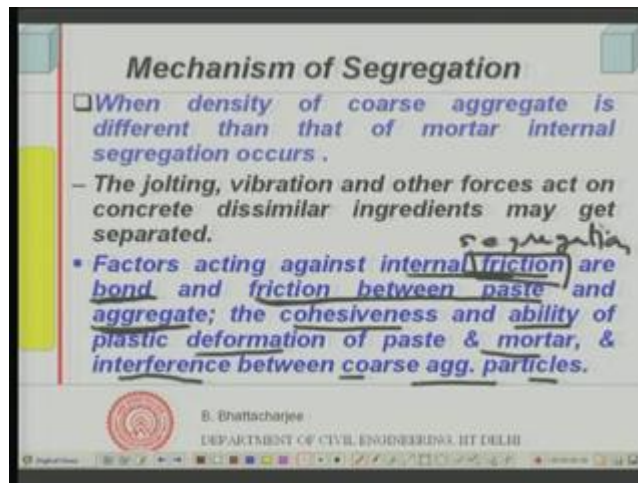 Mechanism of Segregation
When density of coarse aggregate is
different than that of mortar internal
segregation occurs .
– The jolting, vibration and other forces act on
concrete dissimilar ingredients may get
separated.
segregation
• Factors acting against internal friction are
bond and friction between paste and
aggregate; the cohesiveness and ability of
plastic deformation of paste & mortar, &
interference between coarse agg. particles.
B. Bhattacharjee
DEPARTMENT OF CIVIL ENGINEERING, IIT DELHI